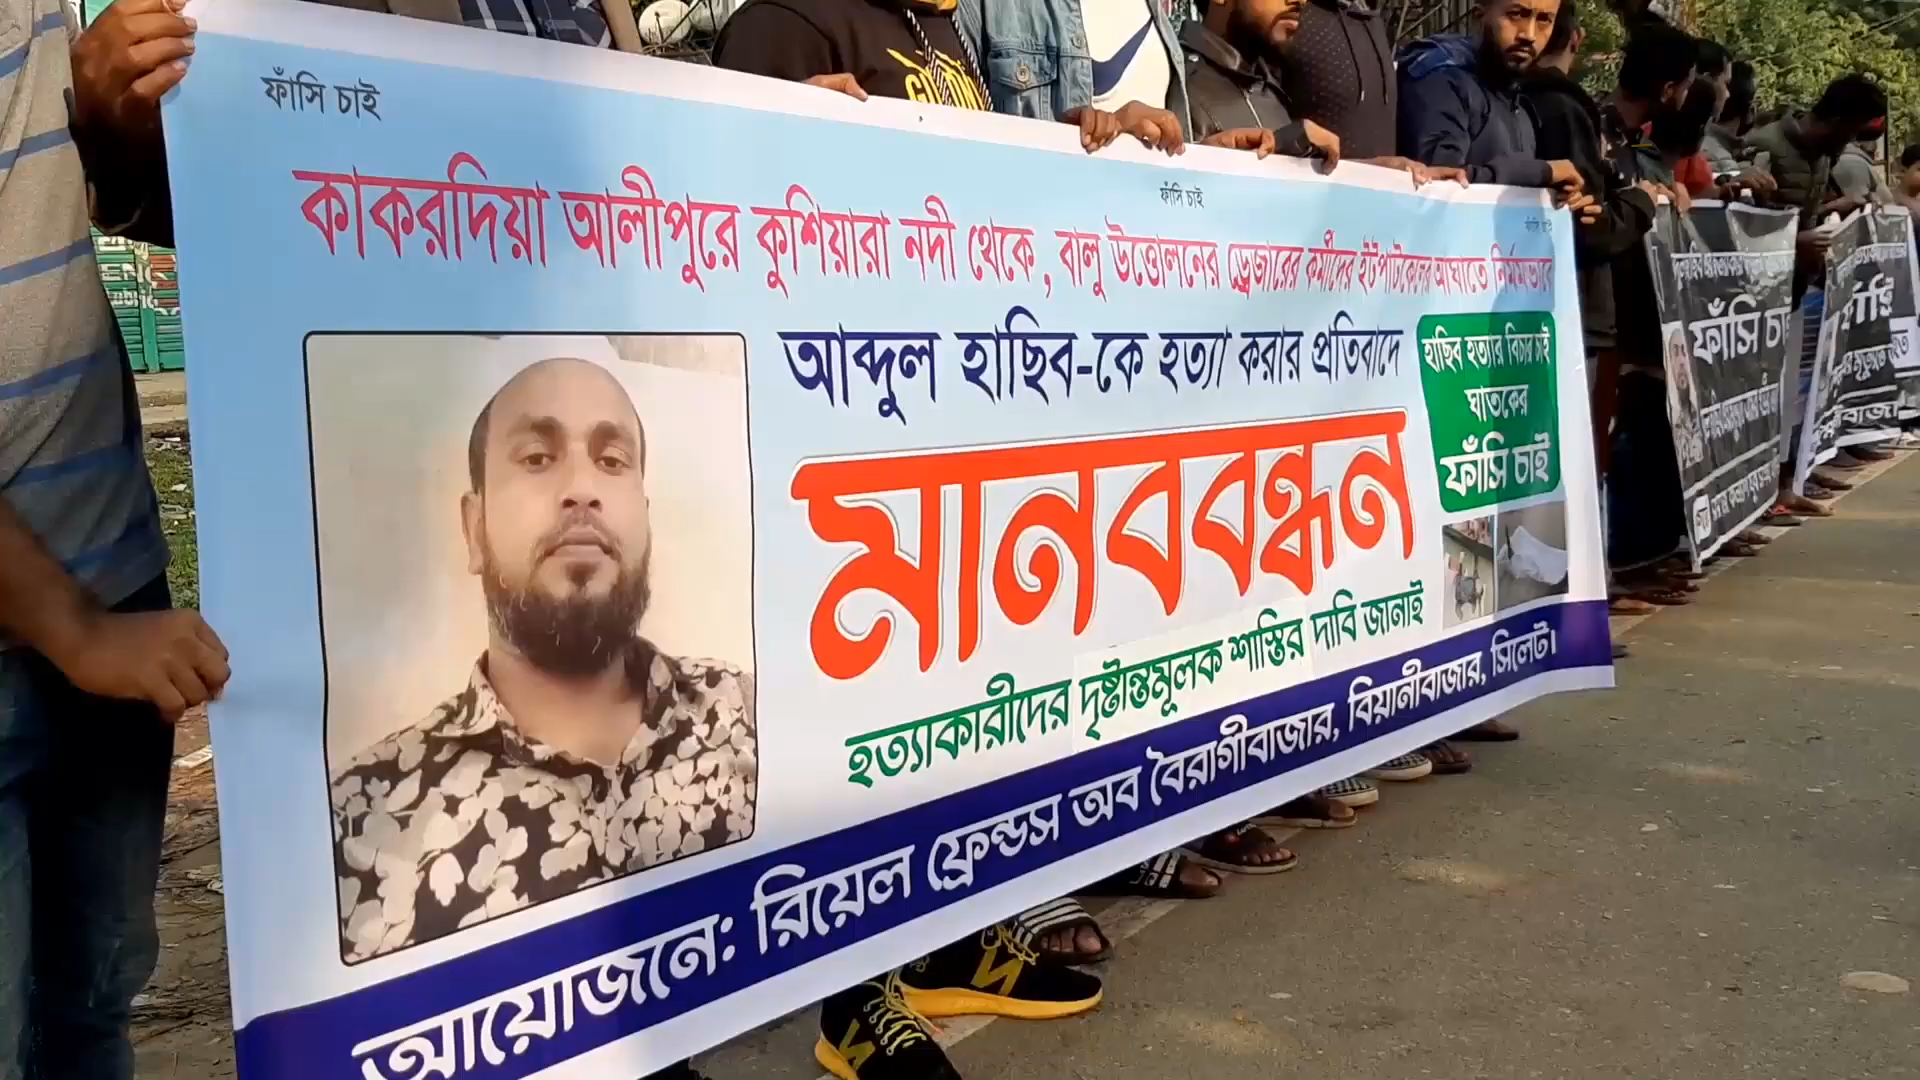 ফাঁসি চাই
ফাঁসি চাই
কাকরদিয়া আলীপুরে কুশিয়ারা নদী থেকে, বালু উত্তোলনের ড্রেজারের কর্মীদের ইটপাটকেলের আঘাতে নির্মমভাবে
আব্দুল হাছিব-কে হত্যা করার প্রতিবাদে
মানববন্ধন
হত্যাকারীদের দৃষ্টান্তমূলক শাস্তির দাবি জানাই
হাছিব হত্যার বিচার চাই
ঘাতকের
ফাঁসি চাই
আয়োজনে: রিয়েল ফ্রেন্ডস অব বৈরাগীবাজার, বিয়ানীবাজার, সিলেট।
ফাঁসি চা